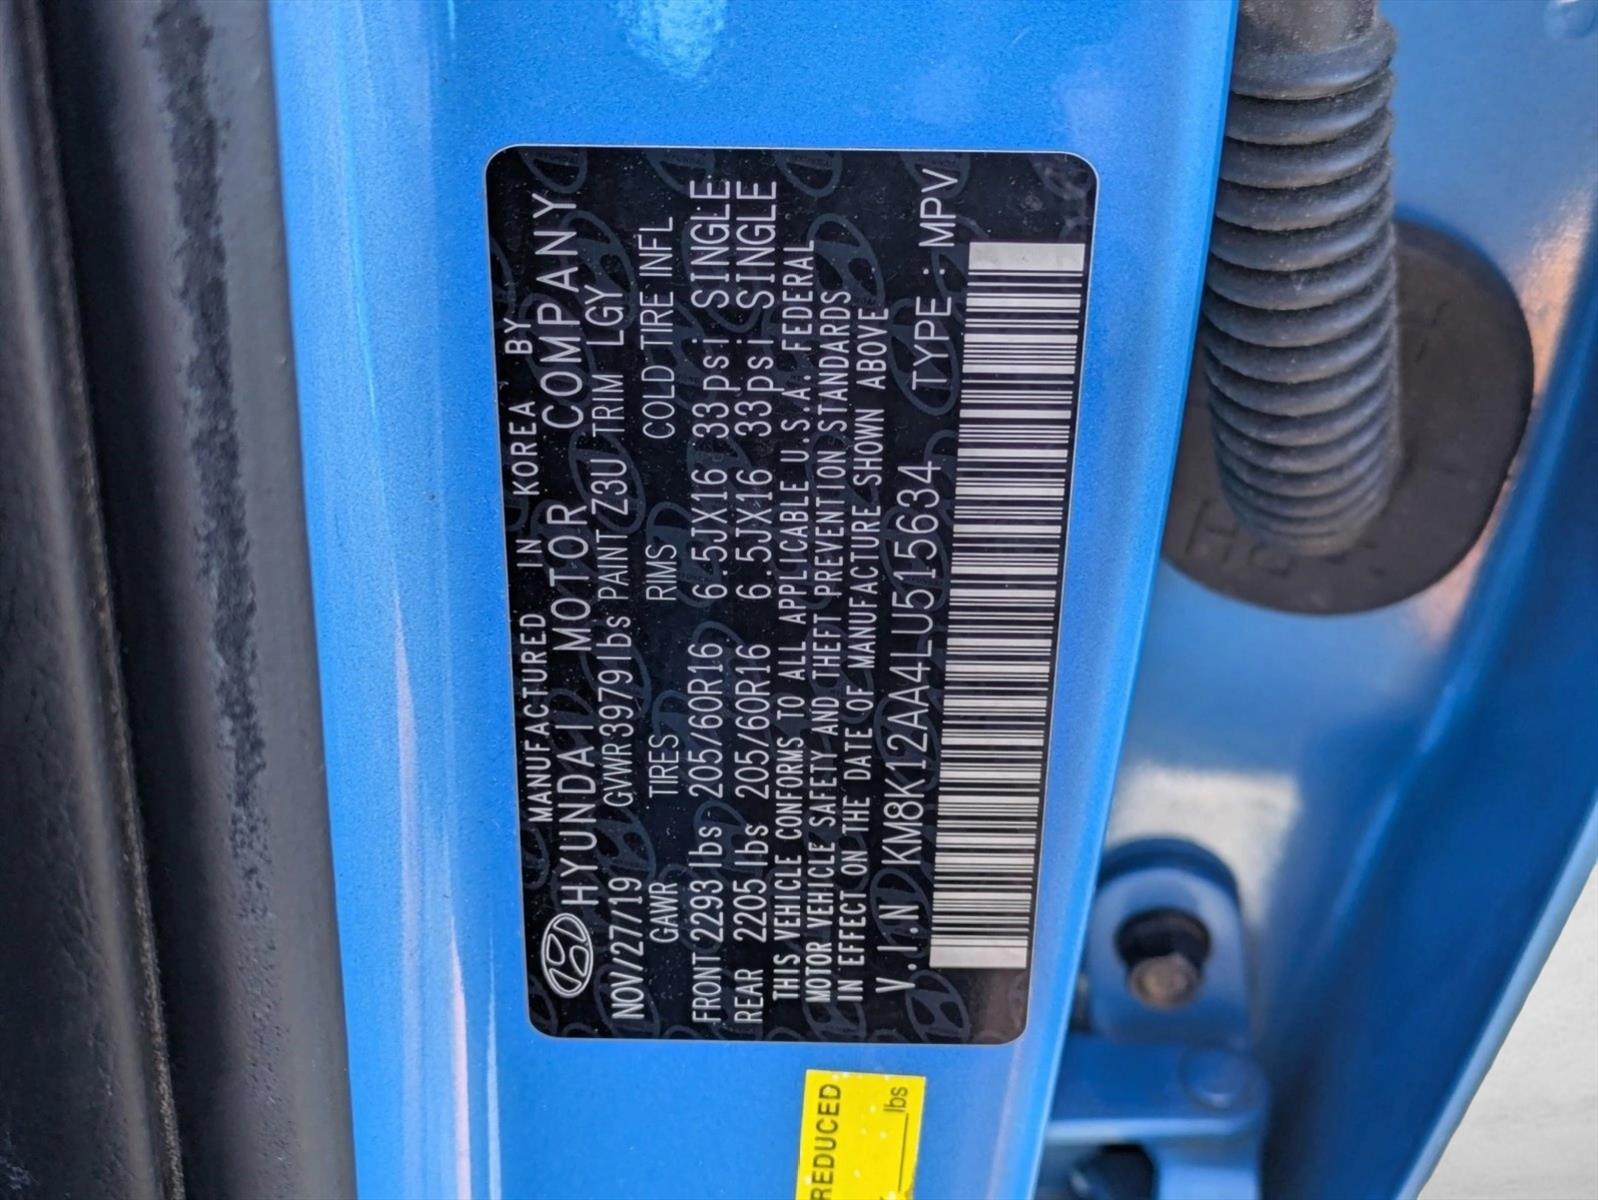 MANUFACTURED IN KOREA BY
HYUNDAI MOTOR COMPANY
NOV/27/19 GVWR3979lbs PAINT Z3U TRIM LGY
GAWR TIRES RIMS COLD TIRE INFL
FRONT 2293lbs 205/60R16 6.5JX16 33psi SINGLE
REAR 2205lbs 205/60R16 6.5JX16 33psi SINGLE
THIS VEHICLE CONFORMS TO ALL APPLICABLE U.S.A. FEDERAL
MOTOR VEHICLE SAFETY AND THEFT PREVENTION STANDARDS
IN EFFECT ON THE DATE OF MANUFACTURE SHOWN ABOVE
V.I.N KM8K12AA4LU515634 TYPE : MPV
REDUCED
lbs